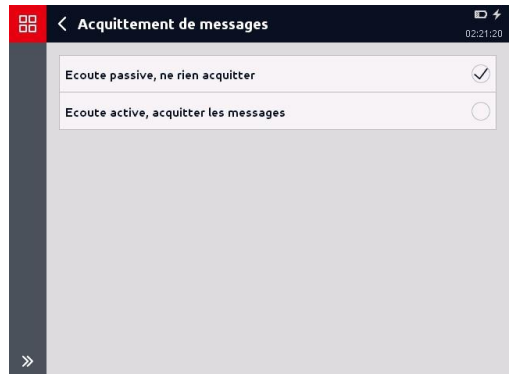 Acquittement de messages
02:21:20
Ecoute passive, ne rien acquitter
Ecoute active, acquitter les messages